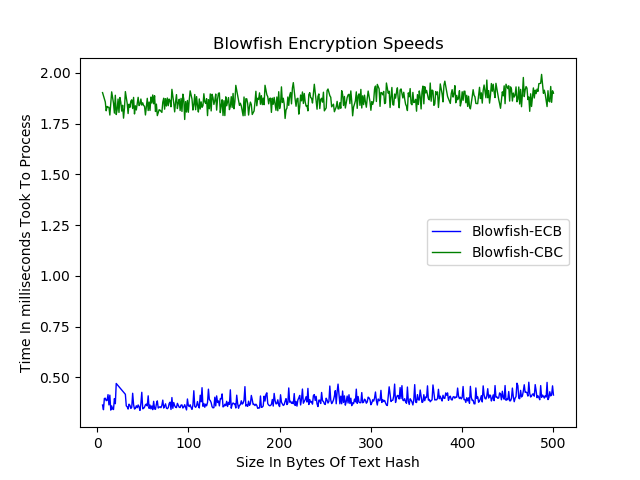 Blowfish Encryption Speeds
Time In milliseconds Took To Process
2.00
1.75
1.50
1.25
1.00
0.75
0.50
Blowfish-ECB
Blowfish-CBC
0 100 200 300 400 500
Size In Bytes Of Text Hash